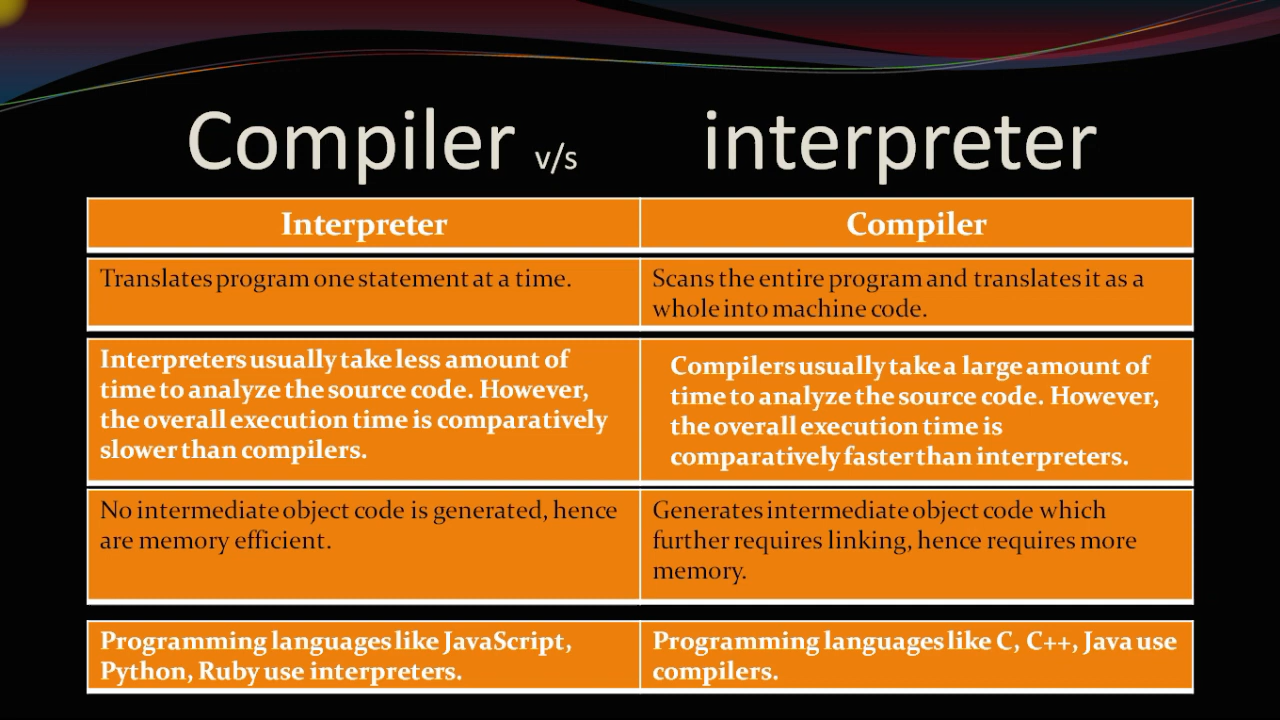 Compiler v/s interpreter
Interpreter
Compiler
Translates program one statement at a time.
Scans the entire program and translates it as a
whole into machine code.
Interpreters usually take less amount of
time to analyze the source code. However,
the overall execution time is comparatively
slower than compilers.
Compilers usually take a large amount of
time to analyze the source code. However,
the overall execution time is
comparatively faster than interpreters.
No intermediate object code is generated, hence
are memory efficient.
Generates intermediate object code which
further requires linking, hence requires more
memory.
Programming languages like JavaScript,
Python, Ruby use interpreters.
Programming languages like C, C++, Java use
compilers.